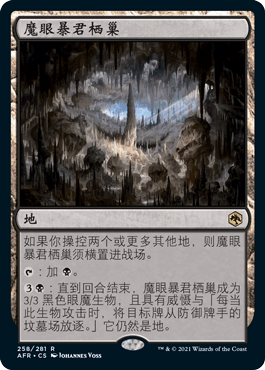 魔眼暴君栖巢
地
如果你操控两个或更多其他地，则魔眼
暴君栖巢须横置进战场。
：加。
3：直到回合结束，魔眼暴君栖巢成为
3/3黑色眼魔生物，且具有威慑与「每当
此生物攻击时，将目标牌从防御牌手的
坟墓场放逐。」它仍然是地。
258/281 R
AFR • CS JOHANNES VOSS
™ & © 2021 Wizards of the Coast